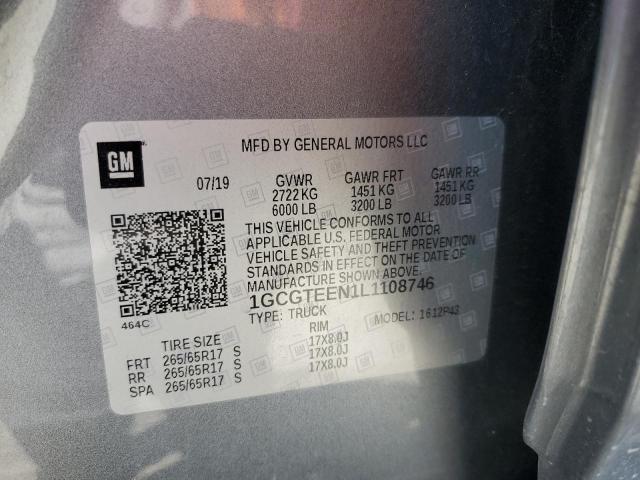 GM
MFD BY GENERAL MOTORS LLC
07/19 GVWR GAWR FRT GAWR RR
2722 KG 1451 KG 1451 KG
6000 LB 3200 LB 3200 LB
THIS VEHICLE CONFORMS TO ALL
APPLICABLE U.S. FEDERAL MOTOR
VEHICLE SAFETY AND THEFT PREVENTION
STANDARDS IN EFFECT ON THE DATE OF
MANUFACTURE SHOWN ABOVE.
1GCGTEEN1L1108746
464C TYPE: TRUCK MODEL: 1612P43
TIRE SIZE RIM
FRT 265/65R17 S 17X8.0J
RR 265/65R17 S 17X8.0J
SPA 265/65R17 S 17X8.0J